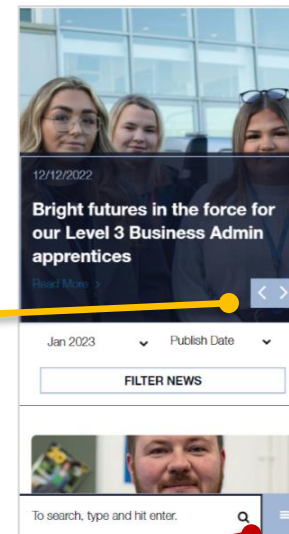 12/12/2022
Bright futures in the force for
our Level 3 Business Admin
apprentices
Read More >
Jan 2023 Publish Date
FILTER NEWS
To search, type and hit enter.